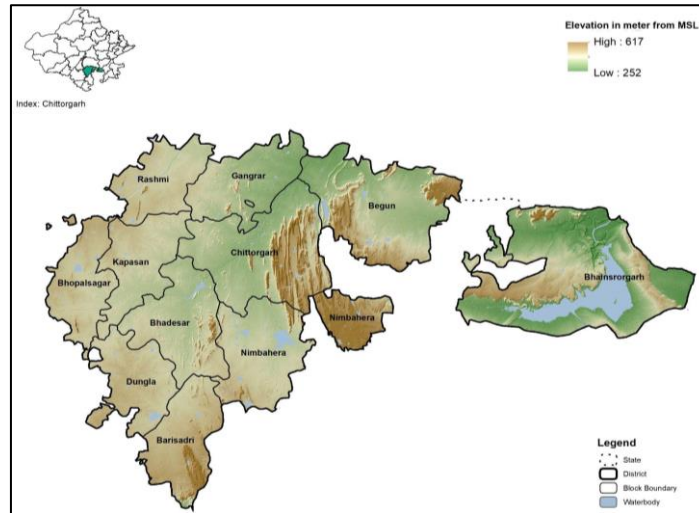 Elevation in meter from MSL
High : 617
Low : 252
Index: Chittorgarh
Rashmi
Gangrar
Begun
Chittorgarh
Kapasan
Bhopalsagar
Bhainsrorgarh
Bhadesar
Nimbahera
Nimbahera
Dungla
Barisadri
Legend
State
District
Block Boundary
Waterbody